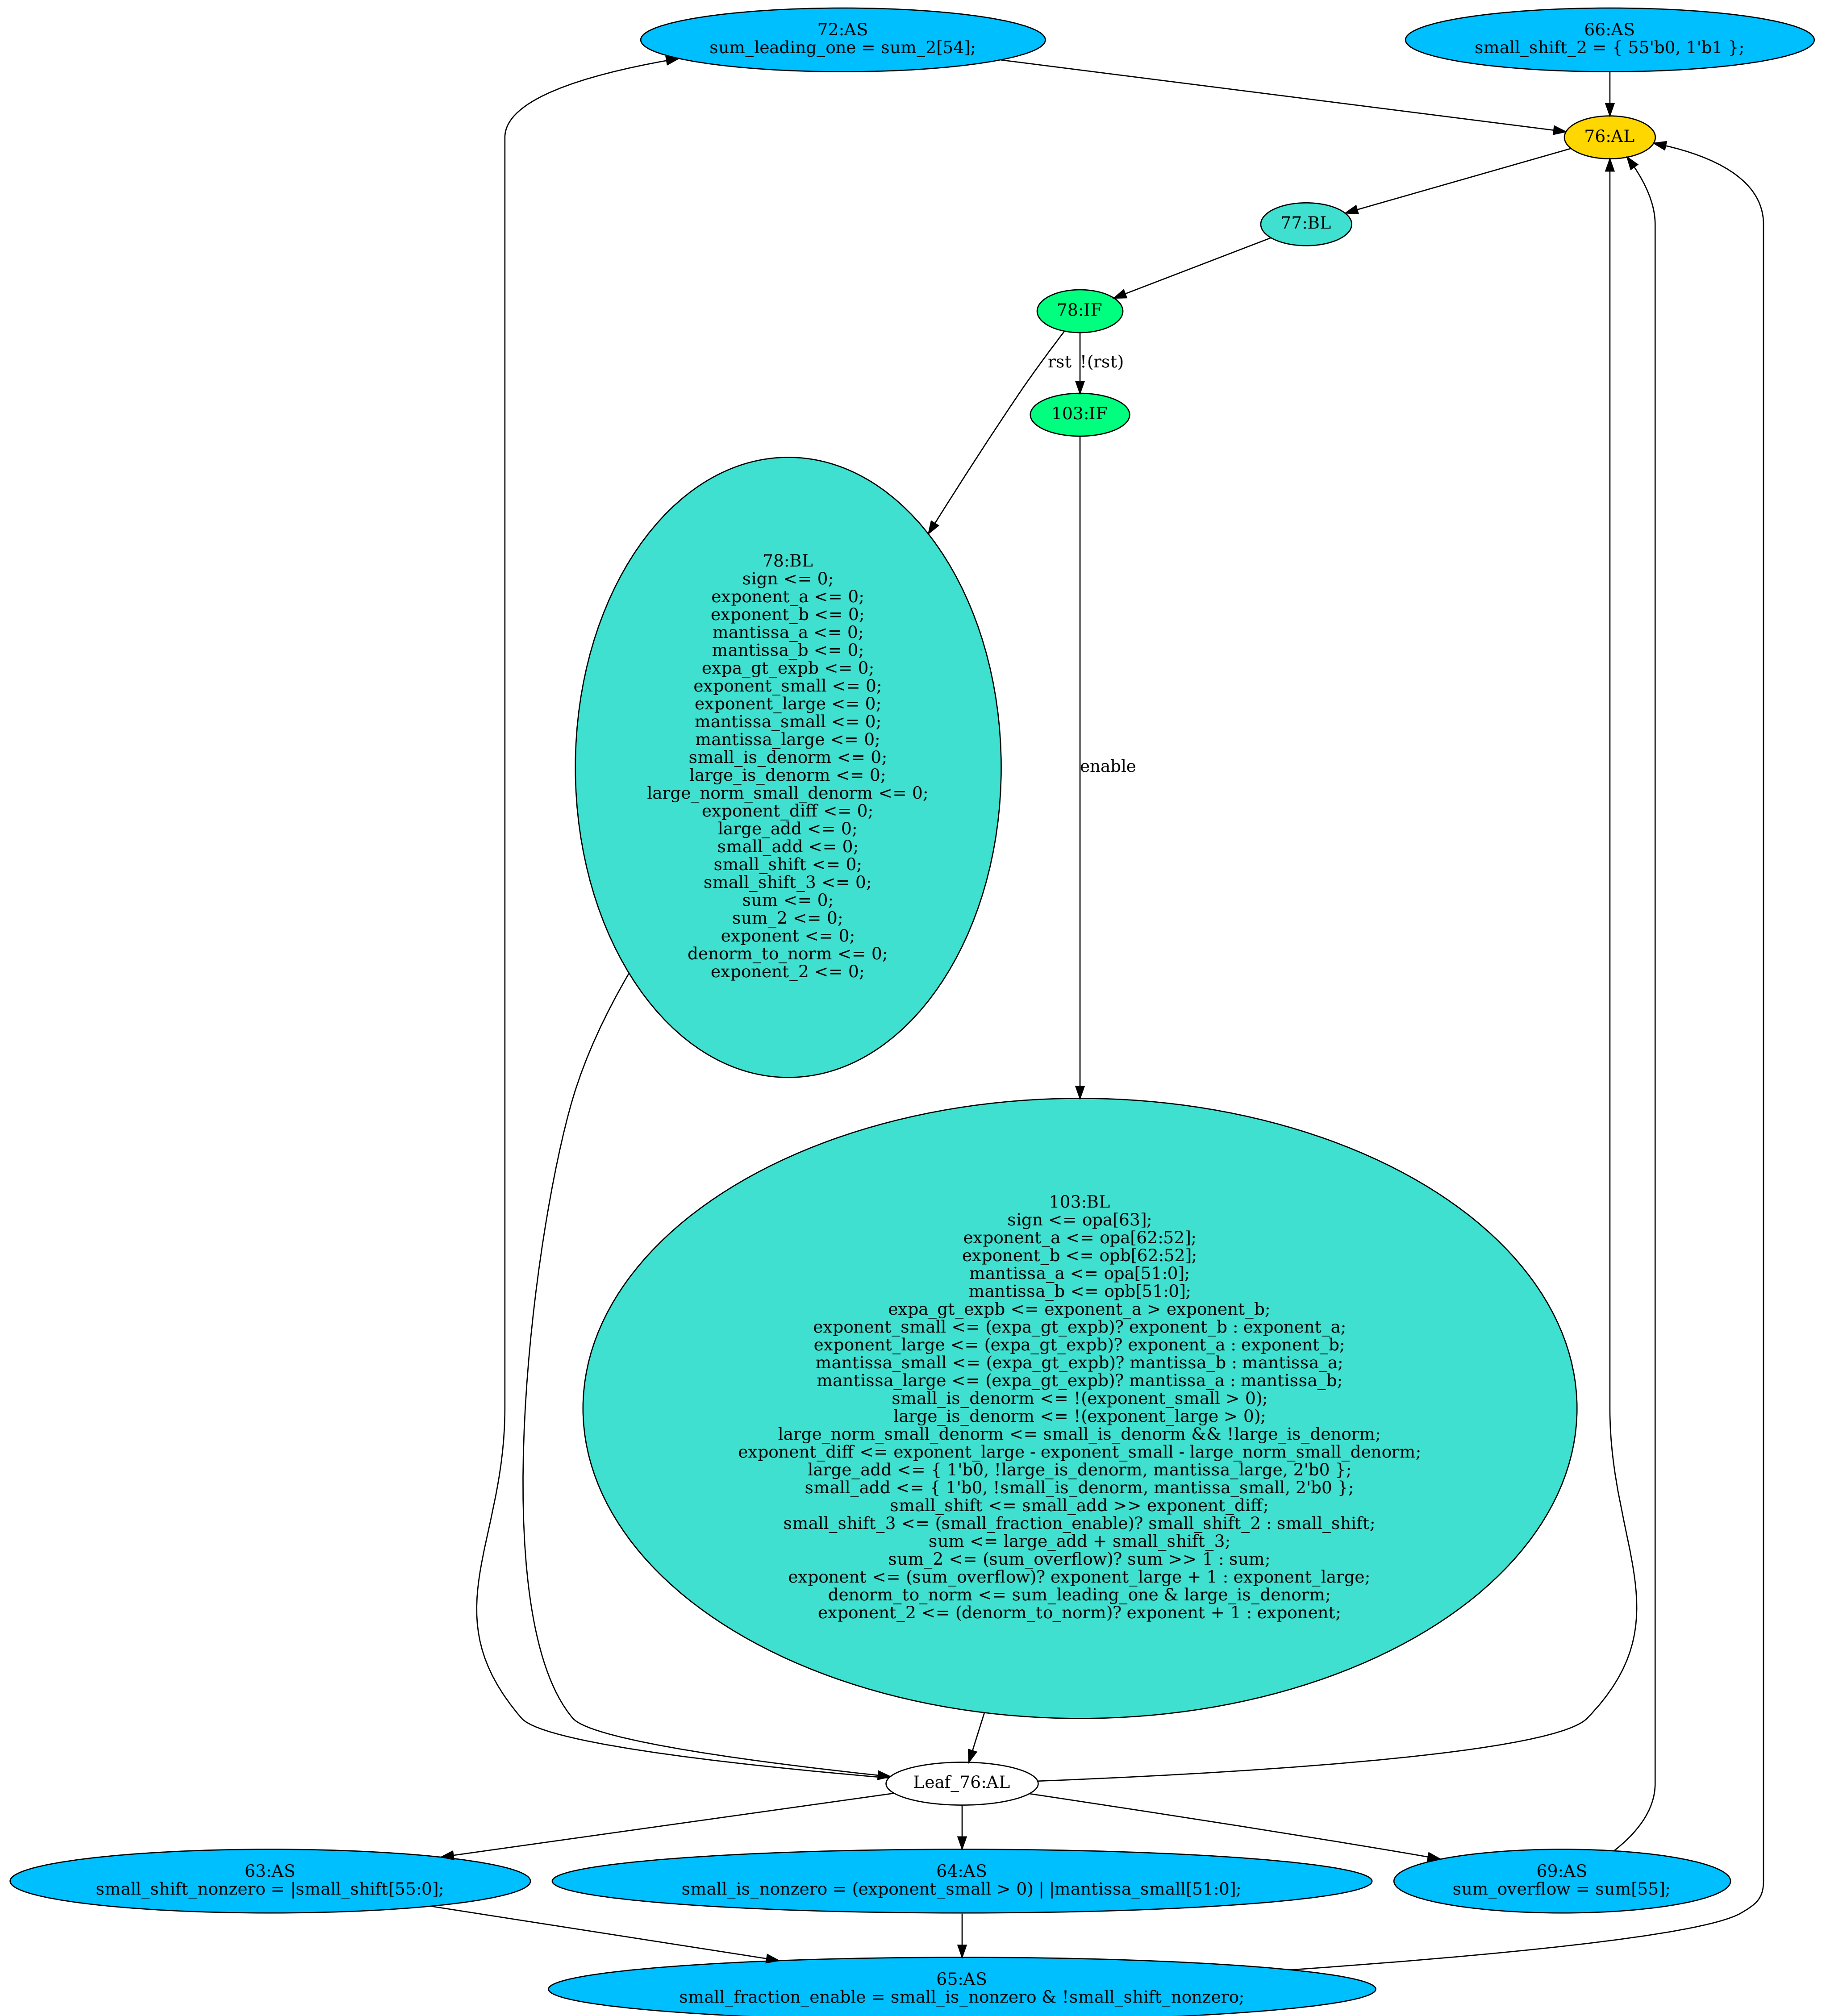 72:AS
sum_leading_one = sum_2[54];
66:AS
small_shift_2 = { 55'b0, 1'b1 };
76:AL
77:BL
78:IF
rst
!(rst)
103:IF
78:BL
sign <= 0;
exponent_a <= 0;
exponent_b <= 0;
mantissa_a <= 0;
mantissa_b <= 0;
expa_gt_expb <= 0;
exponent_small <= 0;
exponent_large <= 0;
mantissa_small <= 0;
mantissa_large <= 0;
small_is_denorm <= 0;
large_is_denorm <= 0;
large_norm_small_denorm <= 0;
exponent_diff <= 0;
large_add <= 0;
small_add <= 0;
small_shift <= 0;
small_shift_3 <= 0;
sum <= 0;
sum_2 <= 0;
exponent <= 0;
denorm_to_norm <= 0;
exponent_2 <= 0;
enable
103:BL
sign <= opa[63];
exponent_a <= opa[62:52];
exponent_b <= opb[62:52];
mantissa_a <= opa[51:0];
mantissa_b <= opb[51:0];
expa_gt_expb <= exponent_a > exponent_b;
exponent_small <= (expa_gt_expb)? exponent_b : exponent_a;
exponent_large <= (expa_gt_expb)? exponent_a : exponent_b;
mantissa_small <= (expa_gt_expb)? mantissa_b : mantissa_a;
mantissa_large <= (expa_gt_expb)? mantissa_a : mantissa_b;
small_is_denorm <= !(exponent_small > 0);
large_is_denorm <= !(exponent_large > 0);
large_norm_small_denorm <= small_is_denorm && !large_is_denorm;
exponent_diff <= exponent_large - exponent_small - large_norm_small_denorm;
large_add <= { 1'b0, !large_is_denorm, mantissa_large, 2'b0 };
small_add <= { 1'b0, !small_is_denorm, mantissa_small, 2'b0 };
small_shift <= small_add >> exponent_diff;
small_shift_3 <= (small_fraction_enable)? small_shift_2 : small_shift;
sum <= large_add + small_shift_3;
sum_2 <= (sum_overflow)? sum >> 1 : sum;
exponent <= (sum_overflow)? exponent_large + 1 : exponent_large;
denorm_to_norm <= sum_leading_one & large_is_denorm;
exponent_2 <= (denorm_to_norm)? exponent + 1 : exponent;
Leaf_76:AL
63:AS
small_shift_nonzero = |small_shift[55:0];
64:AS
small_is_nonzero = (exponent_small > 0) | |mantissa_small[51:0];
69:AS
sum_overflow = sum[55];
65:AS
small_fraction_enable = small_is_nonzero & !small_shift_nonzero;